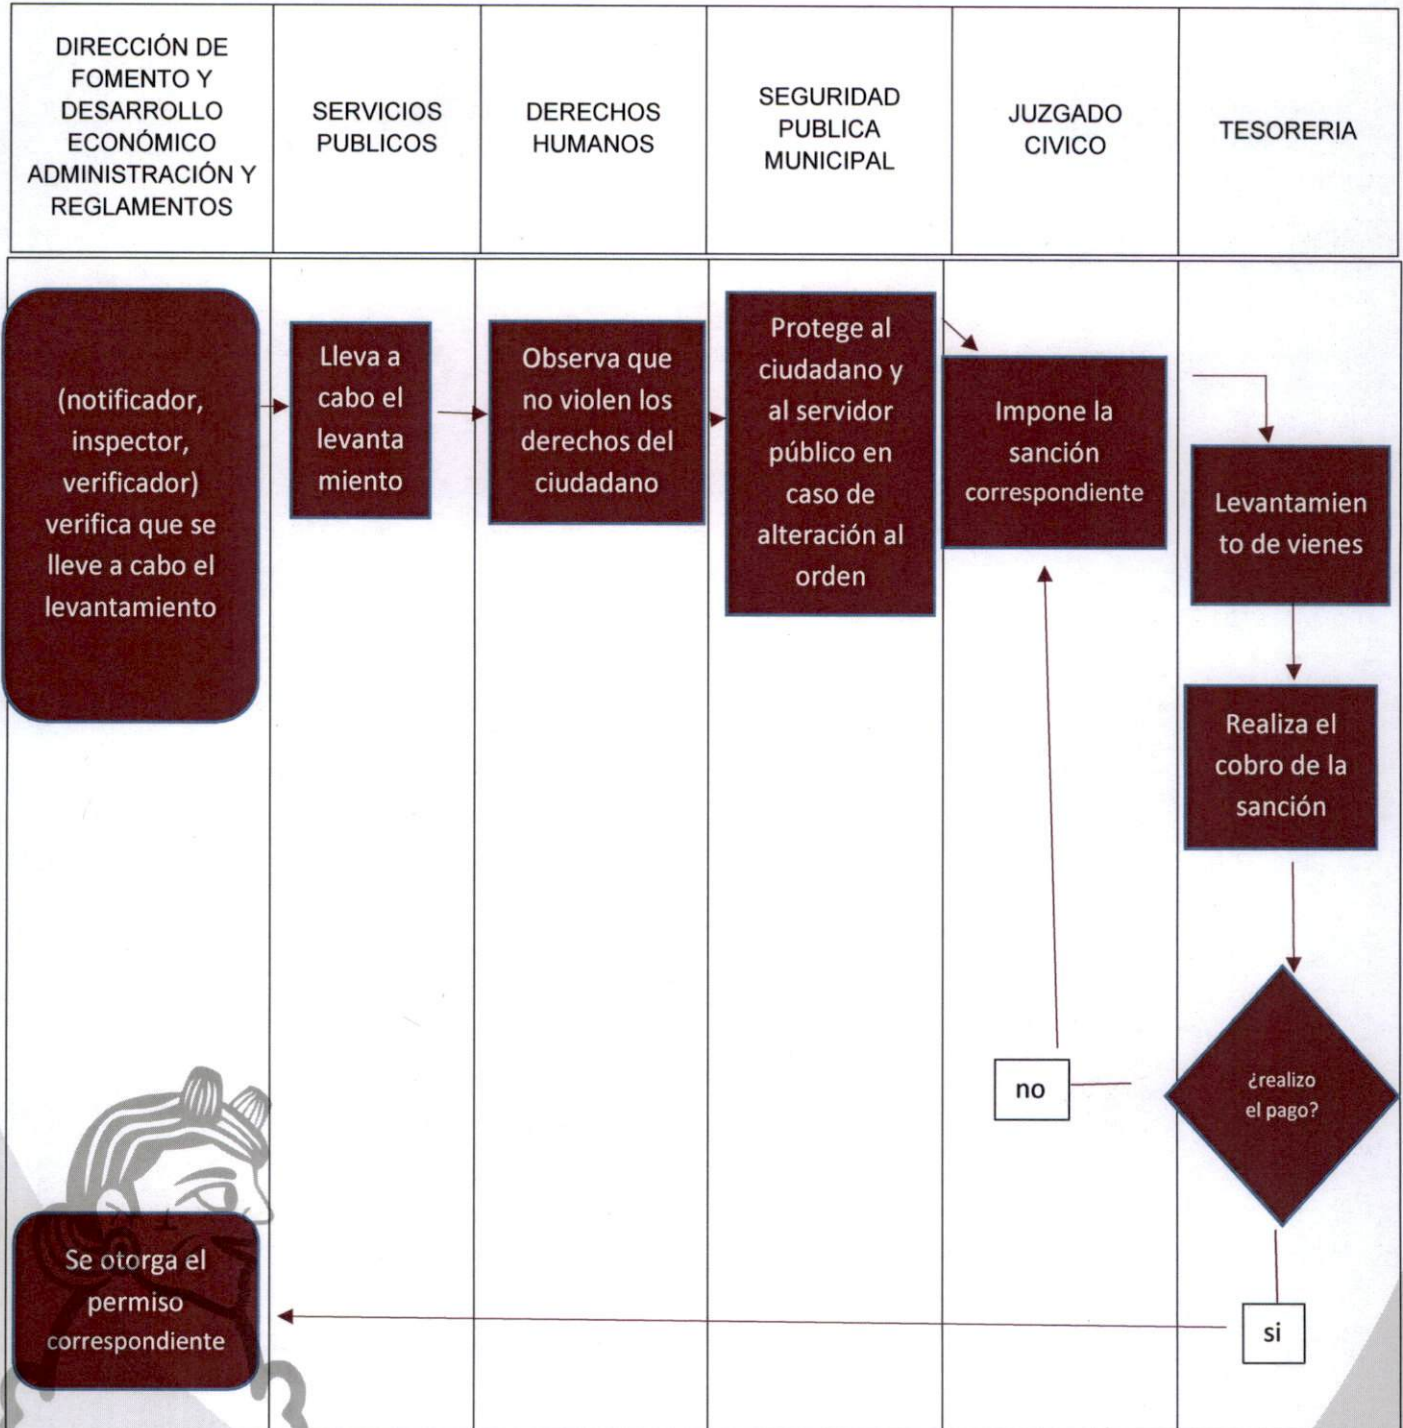 DIRECCIÓN DE
FOMENTO Y
DESARROLLO
ECONÓMICO
ADMINISTRACIÓN Y
REGLAMENTOS
SERVICIOS
PUBLICOS
DERECHOS
HUMANOS
SEGURIDAD
PUBLICA
MUNICIPAL
JUZGADO
CIVICO
TESORERIA
(notificador,
inspector,
verificador)
verifica que se
lleve a cabo el
levantamiento
Lleva a
cabo el
levanta
miento
Observa que
no violen los
derechos del
ciudadano
Protege al
ciudadano y
al servidor
público en
caso de
alteración al
orden
Impone la
sanción
correspondiente
Levantamien
to de vienes
Realiza el
cobro de la
sanción
¿realizo
el pago?
no
si
Se otorga el
permiso
correspondiente